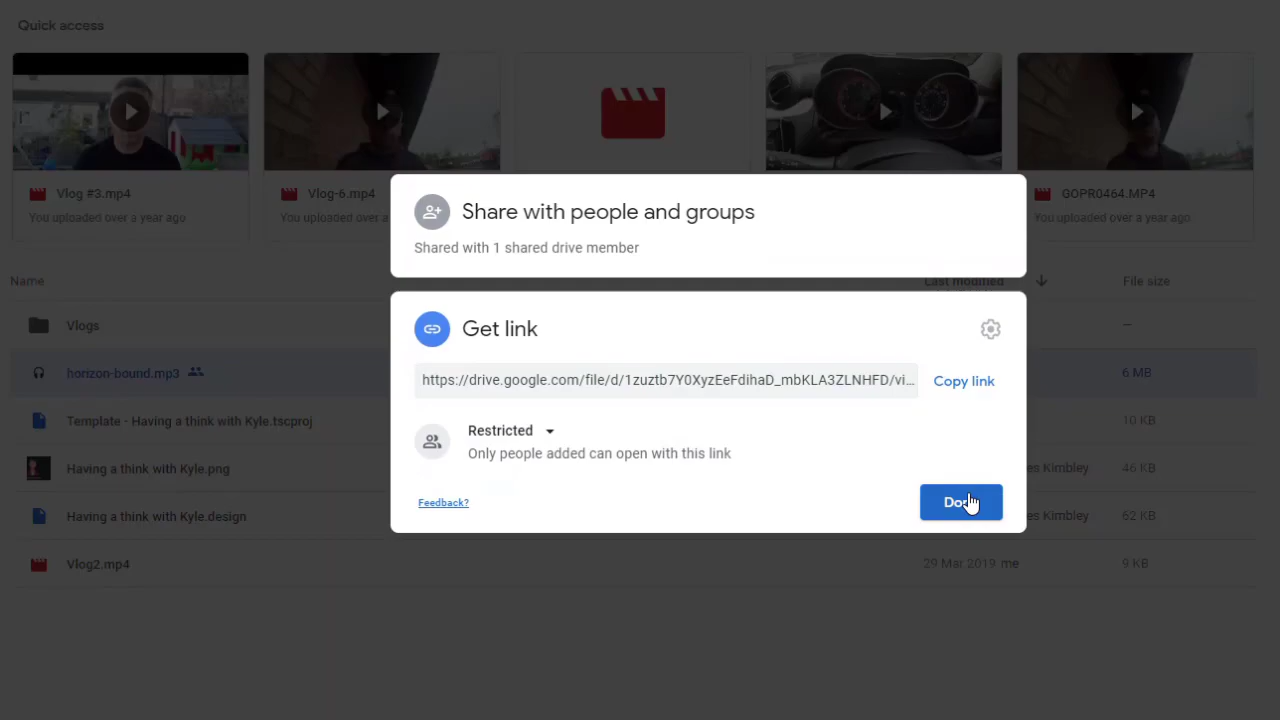 Quick access
Vlog #3.mp4
You uploaded over a year ago
Vlog-6.mp4
You uploaded over a
GOPR0464.MP4
You uploaded over a year ago
Share with people and groups
Shared with 1 shared drive member
Name
Last modified
File size
Get link
Vlogs
—
horizon-bound.mp3
6 MB
https://drive.google.com/file/d/1zuztb7Y0XyzEeFdihaD_mbKLA3ZLNHFD/vi...
Copy link
Template - Having a think with Kyle.tscproj
10 KB
Restricted
Only people added can open with this link
Having a think with Kyle.png
es Kimbley
46 KB
Feedback?
Having a think with Kyle.design
es Kimbley
62 KB
Vlog2.mp4
29 Mar 2019 me
9 KB